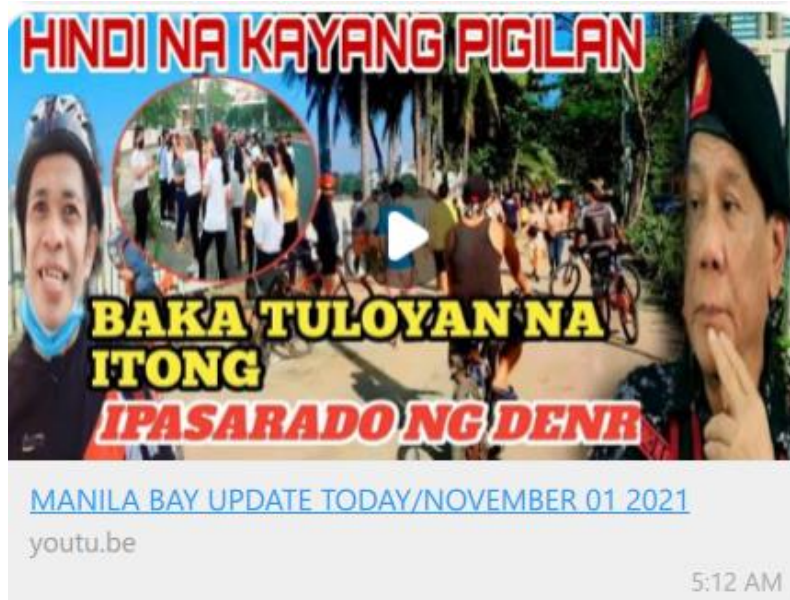 HINDI NA KAYANG PIGILAN
BAKA TULOYAN NA
ITONG
IPASARADO NG DENR
MANILA BAY UPDATE TODAY/NOVEMBER 01 2021
youtu.be
5:12 AM